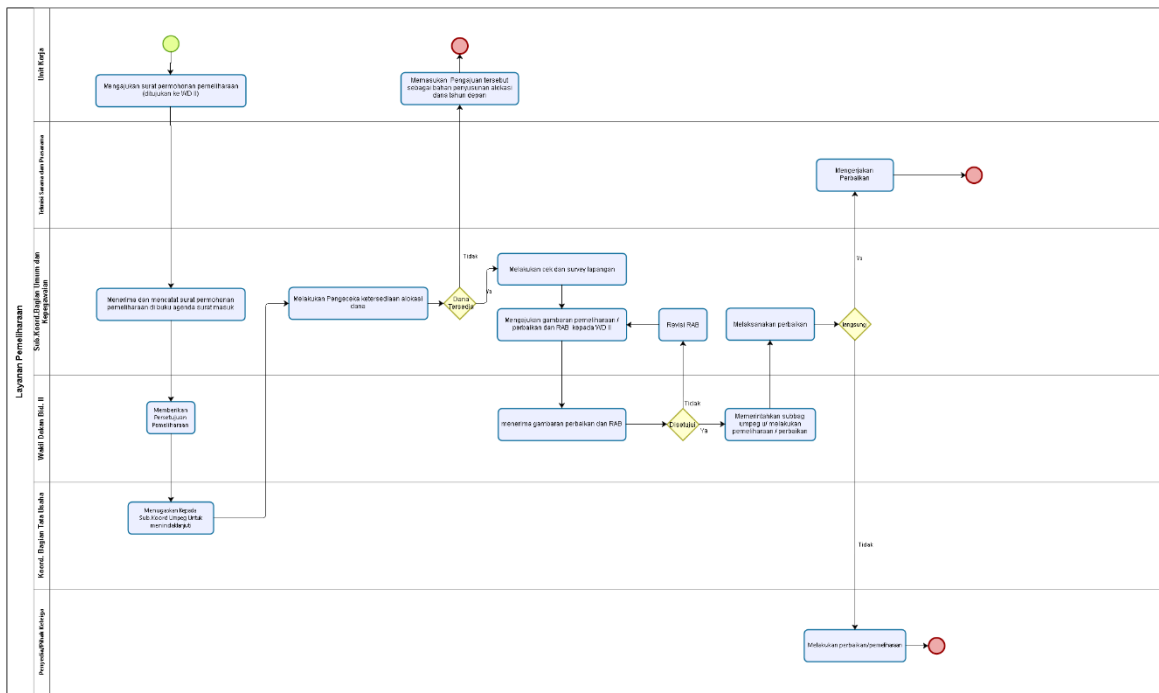 Layanan Pemeliharaan
Unit Kerja
Teknisi Sarana dan Prasarana
Sub.Koord.Bagian Umum dan
Kepegawaian
Wakil Dekan Bid. II
Koord. Bagian Tata Usaha
Penyedia/Pihak Ketiga
Mengajukan surat permohonan pemeliharaan
(ditujukan ke WD II)
Memasukan Pengajuan tersebut
sebagai bahan penyusunan alokasi
dana tahun depan
Mengerjakan
Perbaikan
Menerima dan mencatat surat permohonan
pemeliharaan di buku agenda surat masuk
Melakukan Pengeceka ketersediaan alokasi
dana
Dana
Tersedia
Tidak
Ya
Melakukan cek dan survey lapangan
Mengajukan gambaran pemeliharaan /
perbaikan dan RAB kepada WD II
Revisi RAB
Melaksanakan perbaikan
langsung
Ya
Tidak
Memberikan
Persetujuan
Pemeliharaan
menerima gambaran perbaikan dan RAB
Disetujui
Tidak
Ya
Memerintahkan subbag
umpeg u/ melakukan
pemeliharaan / perbaikan
Menugaskan Kepada
Sub.Koord Umpeg Untuk
menindaklanjuti
Melakukan perbaikan/pemeliharaan